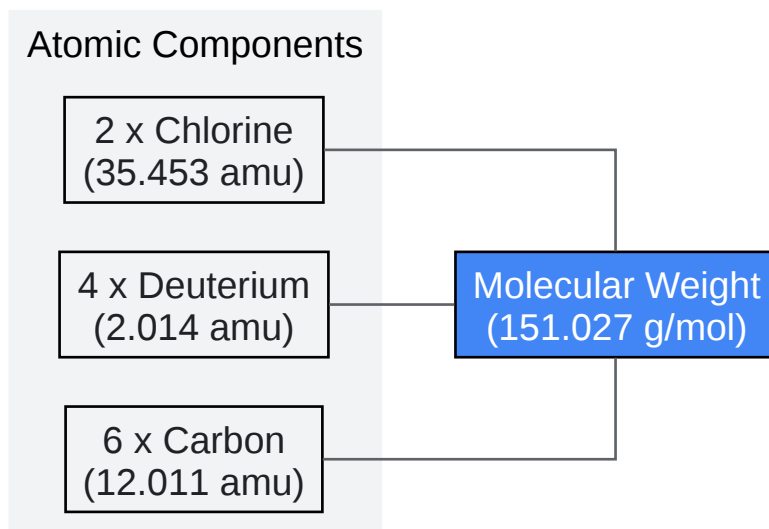 Atomic Components
2 x Chlorine
(35.453 amu)
4 x Deuterium
(2.014 amu)
Molecular Weight
(151.027 g/mol)
6 x Carbon
(12.011 amu)